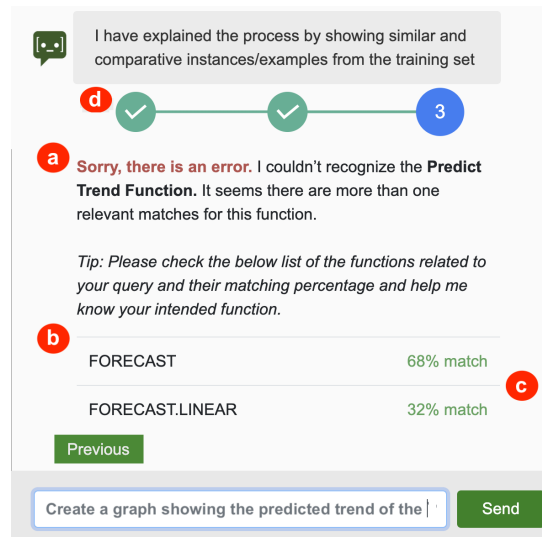 I have explained the process by showing similar and
comparative instances/examples from the training set
d
3
a
Sorry, there is an error. I couldn’t recognize the Predict
Trend Function. It seems there are more than one
relevant matches for this function.
Tip: Please check the below list of the functions related to
your query and their matching percentage and help me
know your intended function.
b
FORECAST 68% match
c
FORECAST.LINEAR 32% match
Previous
Create a graph showing the predicted trend of the
Send